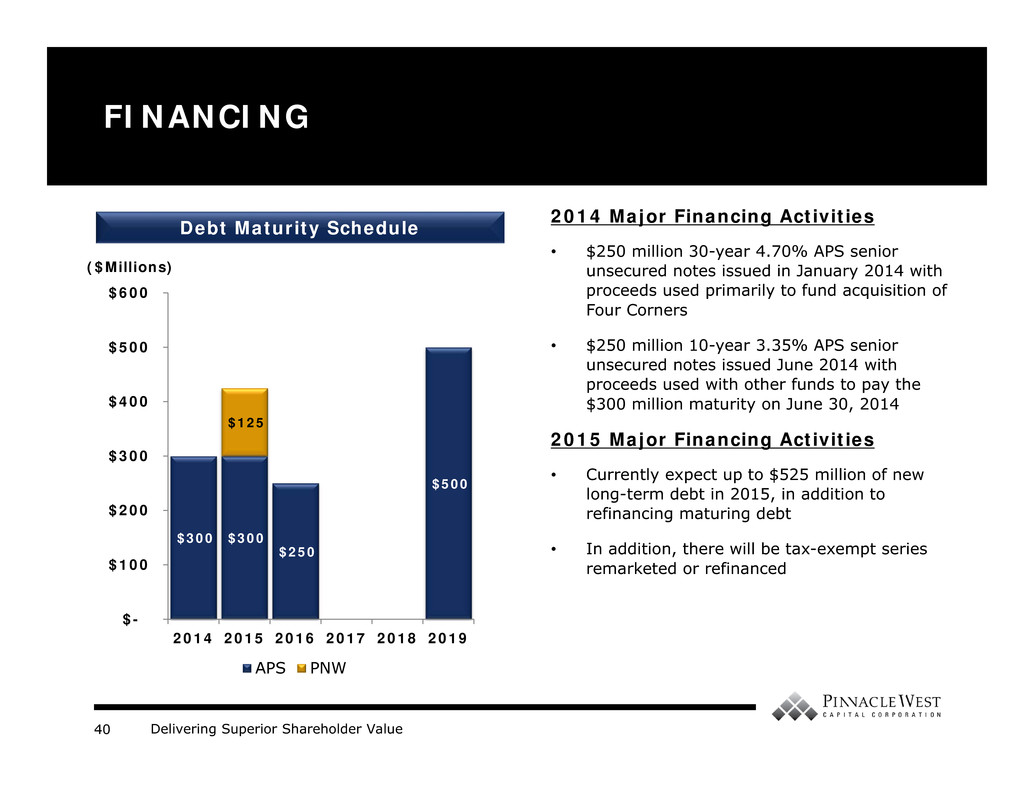 FINANCING
Debt Maturity Schedule
($Millions)
$600
$500
$400
$300
$200
$100
$-
$125
$500
$300
$300
$250
2014 2015 2016 2017 2018 2019
APS PNW
2014 Major Financing Activities
• $250 million 30-year 4.70% APS senior
unsecured notes issued in January 2014 with
proceeds used primarily to fund acquisition of
Four Corners
• $250 million 10-year 3.35% APS senior
unsecured notes issued June 2014 with
proceeds used with other funds to pay the
$300 million maturity on June 30, 2014
2015 Major Financing Activities
• Currently expect up to $525 million of new
long-term debt in 2015, in addition to
refinancing maturing debt
• In addition, there will be tax-exempt series
remarketed or refinanced
PINNACLE WEST
CAPITAL CORPORATION
40 Delivering Superior Shareholder Value